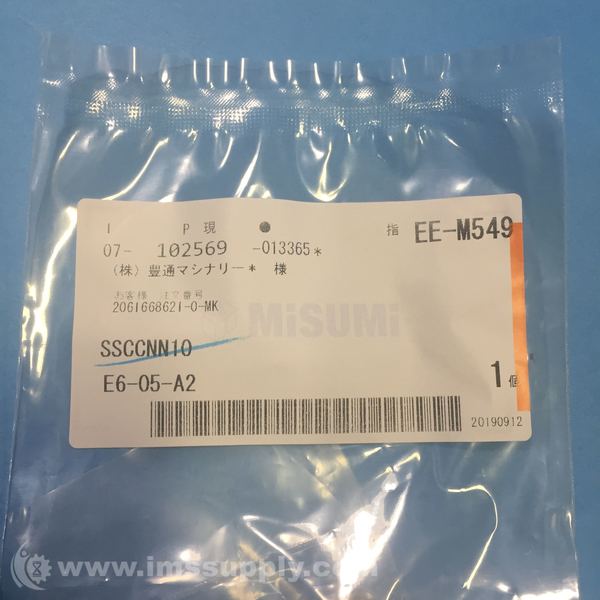 I P 現 ●
指 EE-M549
07- 102569 -013365*
(株) 豊通マシナリー* 様
お客様 注文番号
2061668621-0-MK
MiSUMi
SSCCNN10
E6-05-A2
1個
20190912
www.imssupply.com